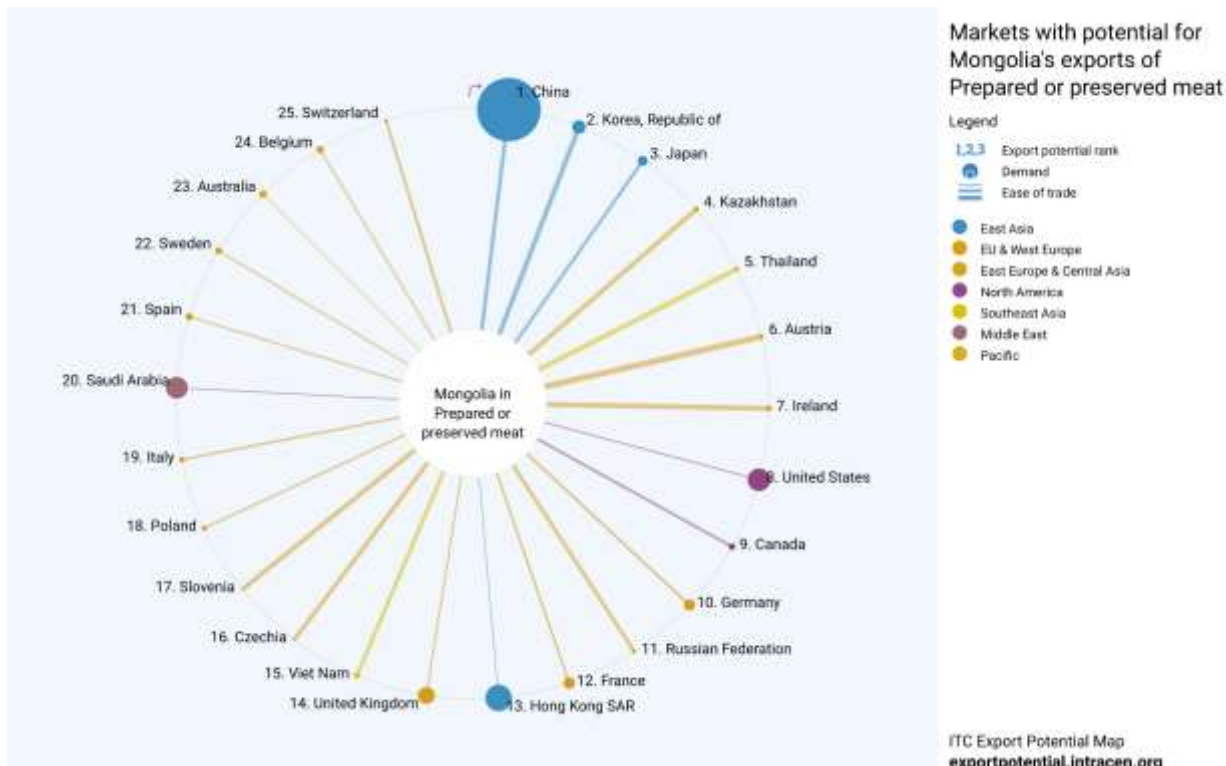 Markets with potential for
Mongolia's exports of
Prepared or preserved meat
Legend
1,2,3 Export potential rank
Demand
Ease of trade
East Asia
EU & West Europe
East Europe & Central Asia
North America
Southeast Asia
Middle East
Pacific
Mongolia in
Prepared or
preserved meat
1. China
2. Korea, Republic of
3. Japan
4. Kazakhstan
5. Thailand
6. Austria
7. Ireland
8. United States
9. Canada
10. Germany
11. Russian Federation
12. France
13. Hong Kong SAR
14. United Kingdom
15. Viet Nam
16. Czechia
17. Slovenia
18. Poland
19. Italy
20. Saudi Arabia
21. Spain
22. Sweden
23. Australia
24. Belgium
25. Switzerland
ITC Export Potential Map
exportpotential.intracen.org